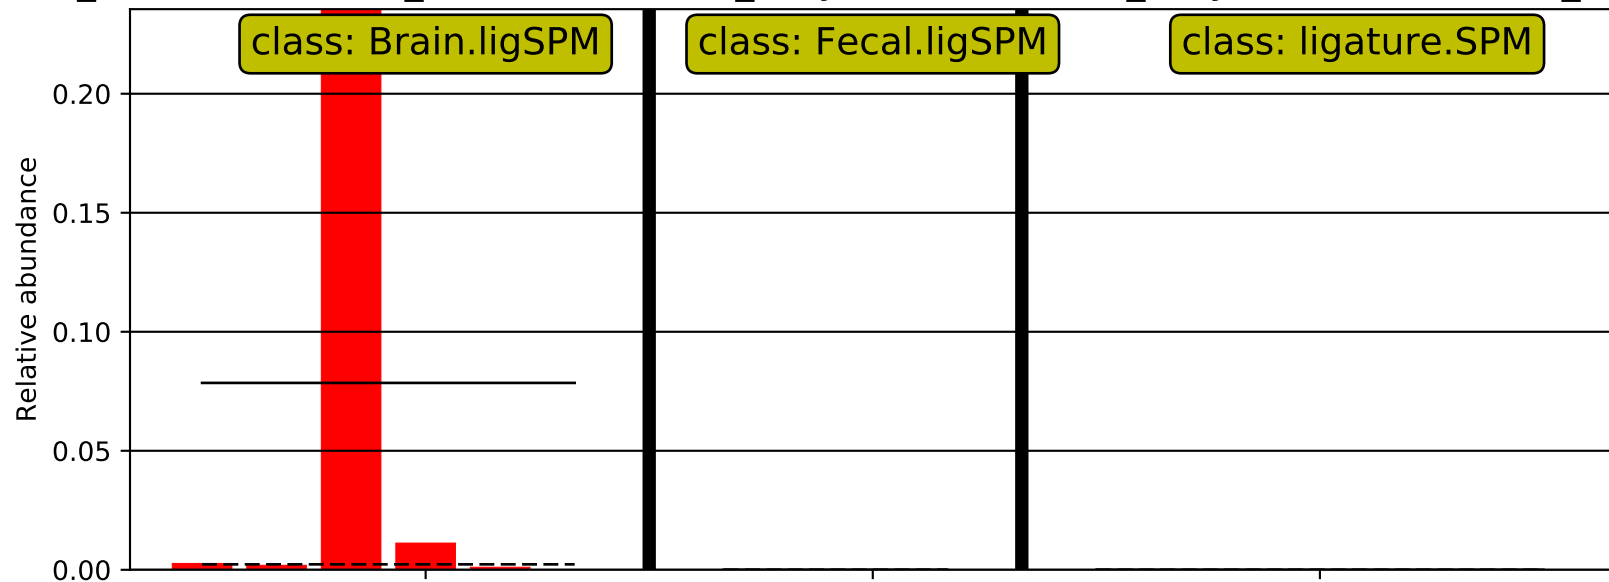 class: Brain.ligSPM
class: Fecal.ligSPM
class: ligature.SPM
Relative abundance
0.20
0.15
0.10
0.05
0.00